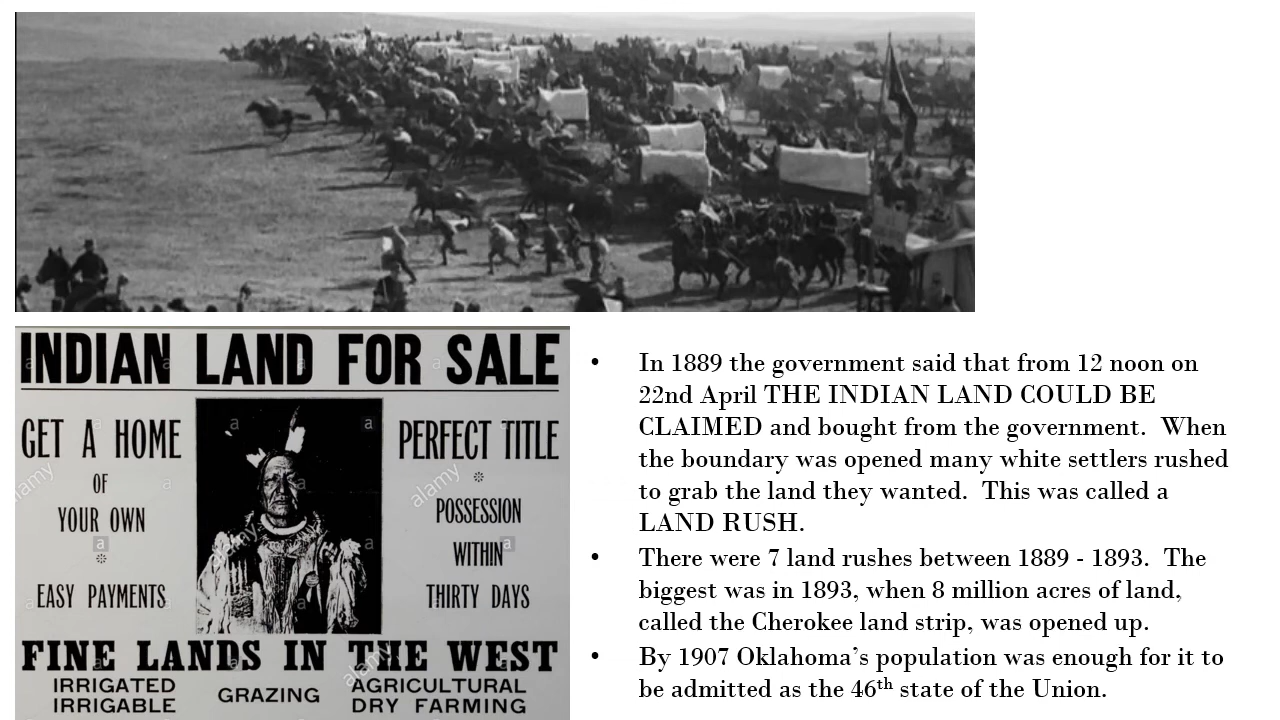 INDIAN LAND FOR SALE
GET A HOME
OF
YOUR OWN
※
EASY PAYMENTS
PERFECT TITLE
※
POSSESSION
WITHIN
THIRTY DAYS
FINE LANDS IN THE WEST
IRRIGATED
IRRIGABLE
GRAZING
AGRICULTURAL
DRY FARMING
a
alamy
• In 1889 the government said that from 12 noon on
22nd April THE INDIAN LAND COULD BE
CLAIMED and bought from the government.  When
the boundary was opened many white settlers rushed
to grab the land they wanted.  This was called a
LAND RUSH.
• There were 7 land rushes between 1889 - 1893.  The
biggest was in 1893, when 8 million acres of land,
called the Cherokee land strip, was opened up.
• By 1907 Oklahoma’s population was enough for it to
be admitted as the 46th state of the Union.